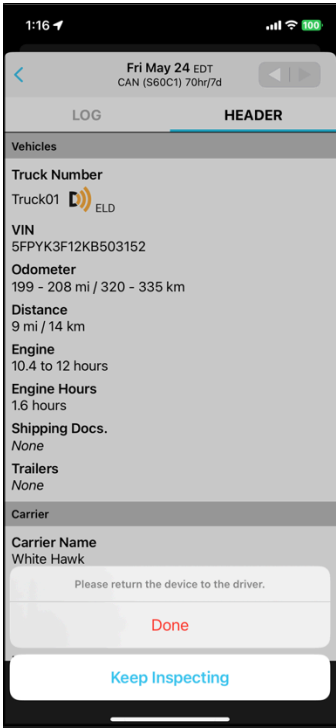 1:16
100
Fri May 24 EDT
CAN (S60C1) 70hr/7d
LOG
HEADER
Vehicles
Truck Number
Truck01 D ELD
VIN
5FPYK3F12KB503152
Odometer
199 - 208 mi / 320 - 335 km
Distance
9 mi / 14 km
Engine
10.4 to 12 hours
Engine Hours
1.6 hours
Shipping Docs.
None
Trailers
None
Carrier
Carrier Name
White Hawk
Please return the device to the driver.
Done
Keep Inspecting